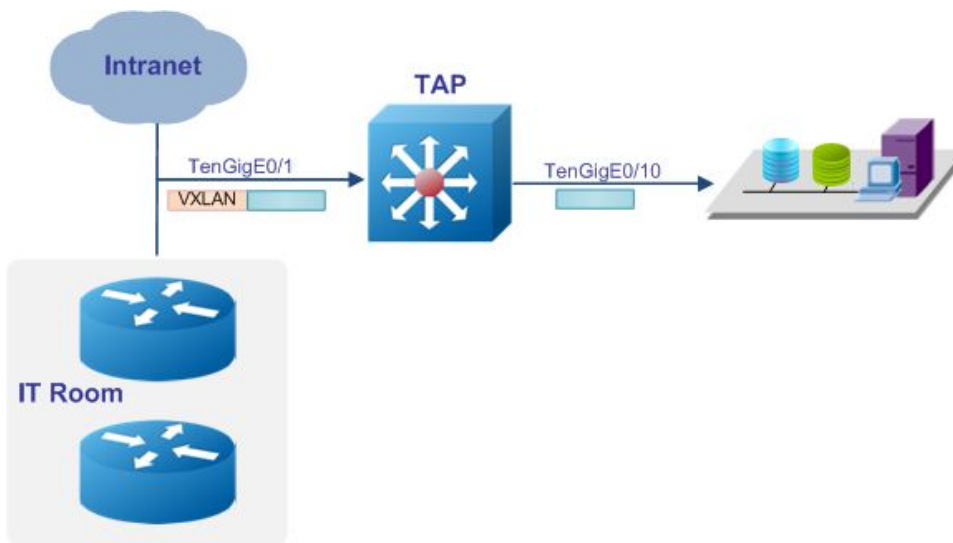 Intranet
TAP
TenGigE0/1
TenGigE0/10
VXLAN
IT Room